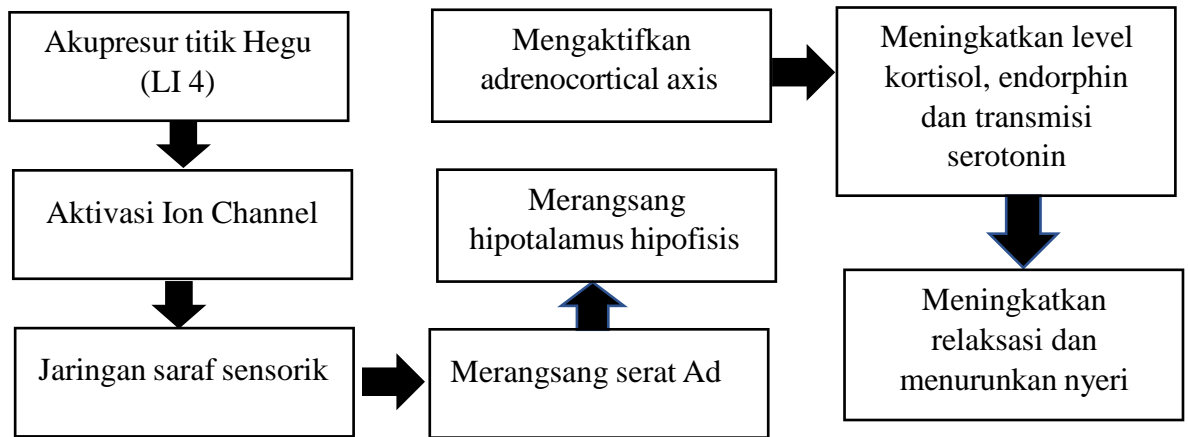 Akupresur titik Hegu
(LI 4)
Aktivasi Ion Channel
Jaringan saraf sensorik
Merangsang serat Ad
Merangsang
hipotalamus hipofisis
Mengaktifkan
adrenocortical axis
Meningkatkan level
kortisol, endorphin
dan transmisi
serotonin
Meningkatkan
relaksasi dan
menurunkan nyeri